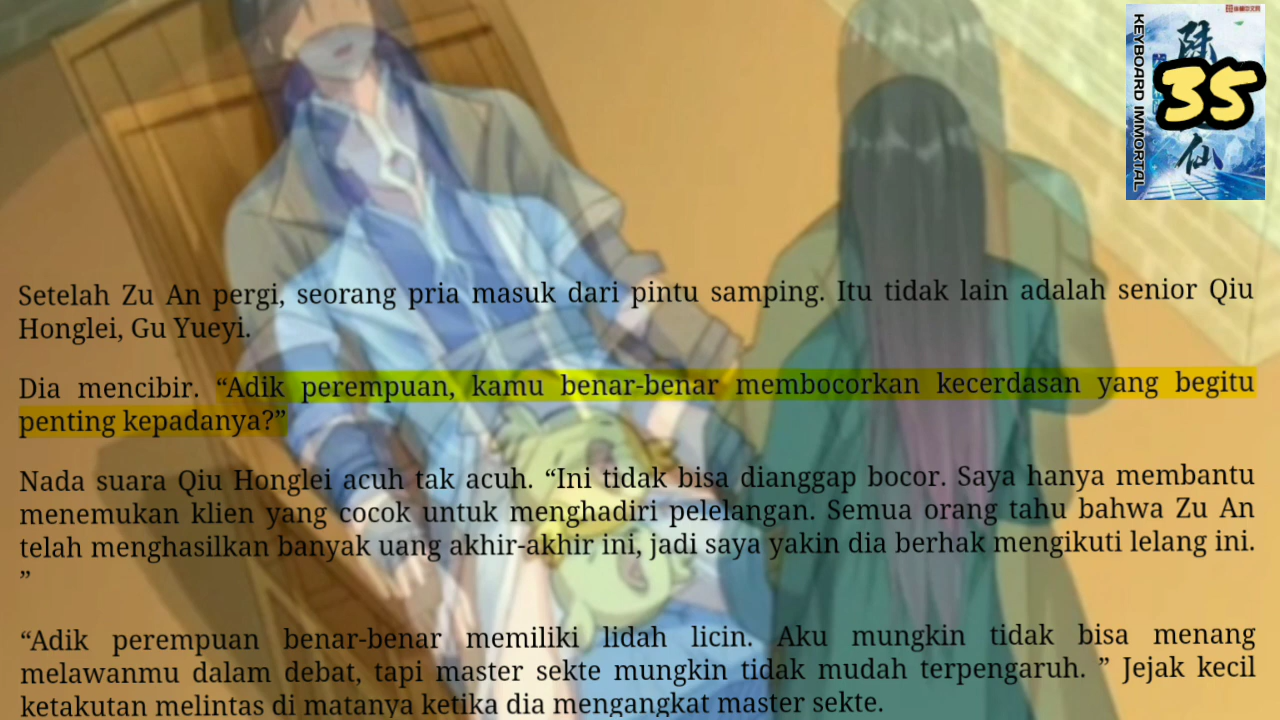 KEYBOARD IMMORTAL
陆
仙
35
Setelah Zu An pergi, seorang pria masuk dari pintu samping. Itu tidak lain adalah senior Qiu
Honglei, Gu Yueyi.
Dia mencibir. “Adik perempuan, kamu benar-benar membocorkan kecerdasan yang begitu
penting kepadanya?”
Nada suara Qiu Honglei acuh tak acuh. “Ini tidak bisa dianggap bocor. Saya hanya membantu
menemukan klien yang cocok untuk menghadiri pelelangan. Semua orang tahu bahwa Zu An
telah menghasilkan banyak uang akhir-akhir ini, jadi saya yakin dia berhak mengikuti lelang ini.
”
“Adik perempuan benar-benar memiliki lidah licin. Aku mungkin tidak bisa menang
melawanmu dalam debat, tapi master sekte mungkin tidak mudah terpengaruh. ” Jejak kecil
ketakutan melintas di matanya ketika dia mengangkat master sekte.